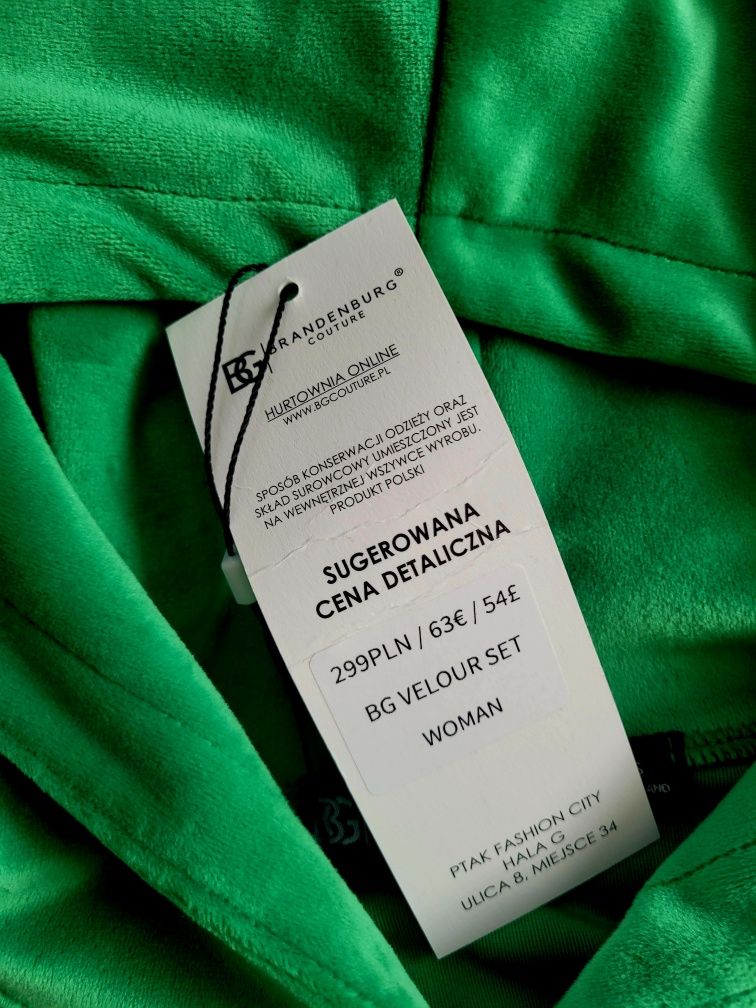 BG BRANDENBURG®
COUTURE
HURTOWNIA ONLINE
WWW.BGCOUTURE.PL
SPOSÓB KONSERWACJI ODZIEŻY ORAZ
SKŁAD SUROWCOWY UMIESZCZONY JEST
NA WEWNĘTRZNEJ WSZYWCE WYROBU.
PRODUKT POLSKI
SUGEROWANA
CENA DETALICZNA
299PLN / 63€ / 54£
BG VELOUR SET
WOMAN
PTAK FASHION CITY
HALA G
ULICA 8, MIEJSCE 34
BG